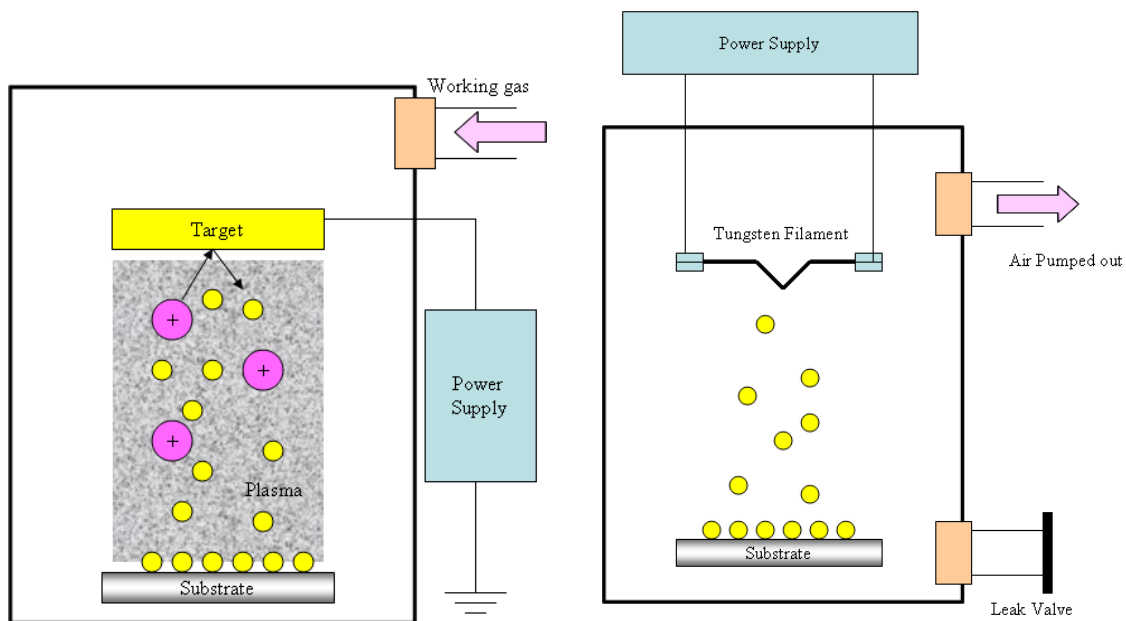 Working gas
Target
+
+
+
Plasma
Power
Supply
Substrate
Power Supply
Tungsten Filament
Air Pumped out
Substrate
Leak Valve